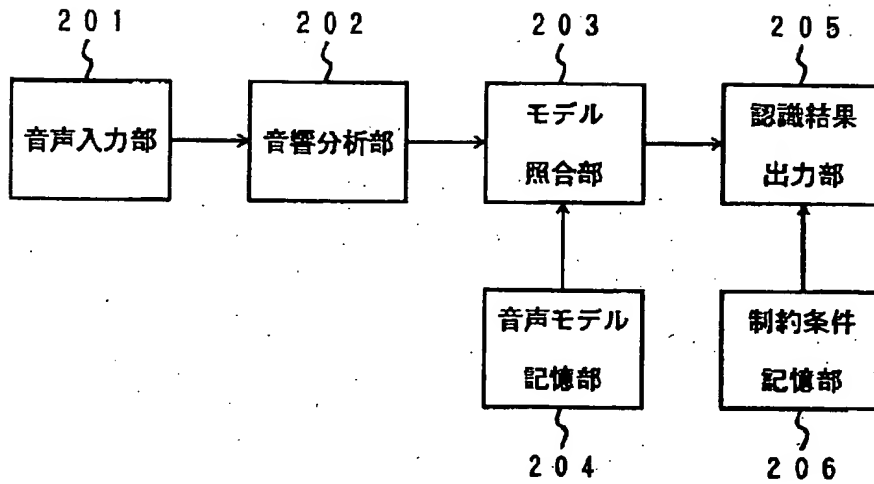 201
202
203
205
音声入力部
音響分析部
モデル
照合部
認識結果
出力部
音声モデル
記憶部
制約条件
記憶部
204
206